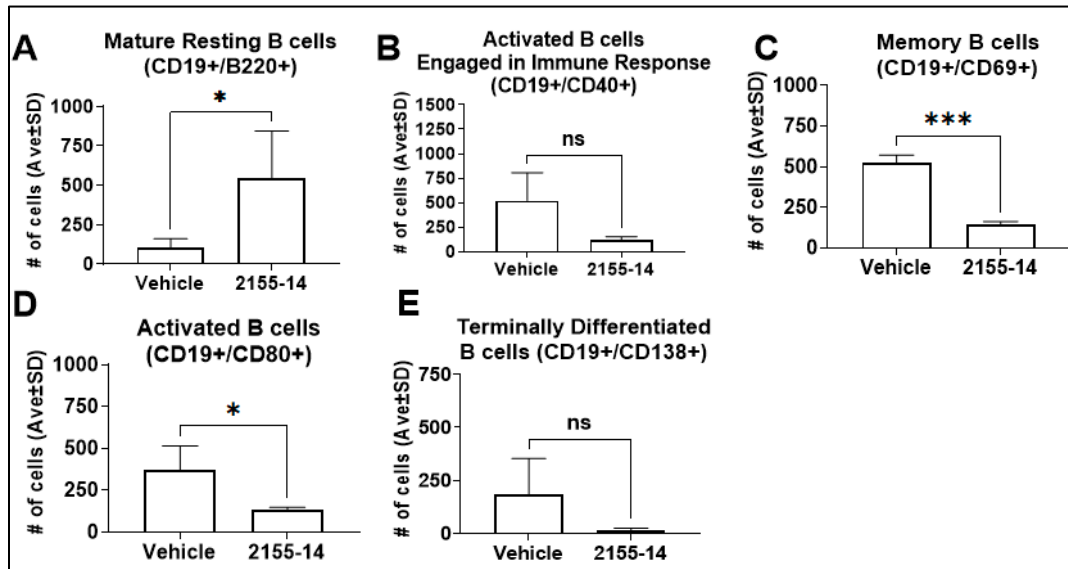 A
Mature Resting B cells
(CD19+/B220+)
# of cells (Ave±SD)
1000
750
500
250
0
*
Vehicle
2155-14
B
Activated B cells
Engaged in Immune Response
(CD19+/CD40+)
# of cells (Ave±SD)
1500
1250
1000
750
500
250
0
ns
Vehicle
2155-14
C
Memory B cells
(CD19+/CD69+)
# of cells (Ave±SD)
1000
750
500
250
0
***
Vehicle
2155-14
D
Activated B cells
(CD19+/CD80+)
# of cells (Ave±SD)
1000
750
500
250
0
*
Vehicle
2155-14
E
Terminally Differentiated
B cells (CD19+/CD138+)
# of cells (Ave±SD)
750
500
250
0
ns
Vehicle
2155-14